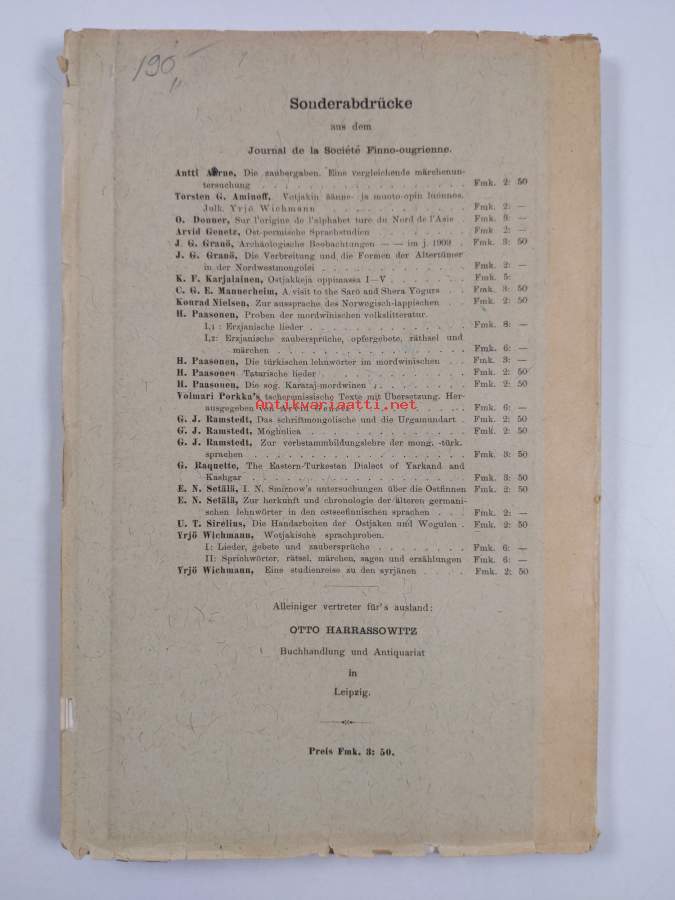 190,,
Sonderabdrücke
aus dem
Journal de la Société Finno-ougrienne.
Antti Aarne, Die zaubergaben. Eine vergleichende märchenun-
tersuchung . . . . . . . . . . . . . . . . Fmk. 2: 50
Torsten G. Aminoff, Votjakin äänne- ja muoto-opin luonnos.
Julk. Yrjö Wichmann . . . . . . . . . . . . Fmk. 2: —
O. Donner, Sur l'origine de l'alphabet turc du Nord de l'Asie . Fmk. 3: —
Arvid Genetz, Ost-permische Sprachstudien . . . . . . . Fmk 2: —
J. G. Granö, Archäologische Beobachtungen — — im j. 1909 . Fmk. 3: 50
J. G. Granö, Die Verbreitung und die Formen der Altertümer
in der Nordwestmongolei . . . . . . . . . . . . Fmk. 2: —
K. F. Karjalainen, Ostjakkeja oppimassa I—V . . . . . . Fmk. 5:
C. G. E. Mannerheim, A visit to the Sarö and Shera Yögurs . . Fmk. 3: 50
Konrad Nielsen, Zur aussprache des Norwegisch-lappischen . . Fmk. 2: 50
H. Paasonen, Proben der mordwinischen volkslitteratur.
I,1 : Erzjanische lieder . . . . . . . . . . . . Fmk. 8: —
I,2: Erzjanische zaubersprüche, opfergebete, räthsel und
märchen . . . . . . . . . . . . . . . Fmk. 6: —
H. Paasonen, Die türkischen lehnwörter im mordwinischen . . Fmk. 3: —
H. Paasonen Tatarische lieder . . . . . . . . . . . Fmk. 2: 50
H. Paasonen, Die sog. Karataj-mordwinen . . . . . . . Fmk. 2: 50
Volmari Porkka's tscheremissische Texte mit Übersetzung. Her-
ausgegeben von Arvid Genetz . . . . . . . . Fmk. 6: —
Antikvariaatti.net
G. J. Ramstedt, Das schriftmongolische und die Urgamundart . Fmk. 2: 50
G. J. Ramstedt, Mogholica . . . . . . . . . . . . Fmk. 2: 50
G. J. Ramstedt, Zur verbstammbildungslehre der mong. -türk.
sprachen . . . . . . . . . . . . . . . . . Fmk. 3: 50
G. Raquette, The Eastern-Turkestan Dialect of Yarkand and
Kashgar . . . . . . . . . . . . . . . . . Fmk. 3: 50
E. N. Setälä, I. N. Smirnow's untersuchungen über die Ostfinnen Fmk. 2: 50
E. N. Setälä, Zur herkunft und chronologie der älteren germani-
schen lehnwörter in den ostseefinnischen sprachen . . . Fmk. 2: —
U. T. Sirélius, Die Handarbeiten der Ostjaken und Wogulen . Fmk. 2: 50
Yrjö Wichmann, Wotjakische sprachproben.
I: Lieder, gebete und zaubersprüche . . . . . . . Fmk. 6: —
II: Sprichwörter, rätsel, märchen, sagen und erzählungen Fmk. 6: —
Yrjö Wichmann, Eine studienreise zu den syrjänen . . . . Fmk. 2: 50
Alleiniger vertreter für's ausland:
OTTO HARRASSOWITZ
Buchhandlung und Antiquariat
in
Leipzig.
Preis Fmk. 3: 50.